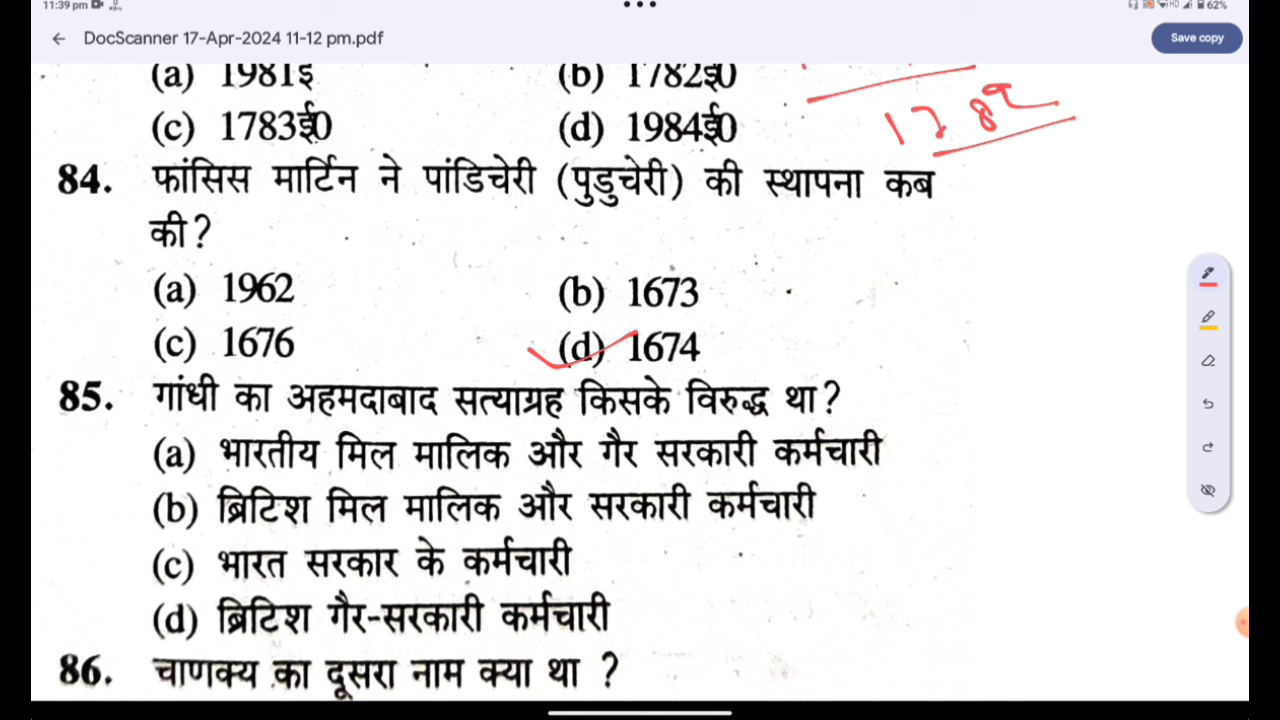 11:39 pm
62%
DocScanner 17-Apr-2024 11-12 pm.pdf
Save copy
(a) 1981ई (b) 1782ई0
(c) 1783ई0 (d) 1984ई0
84. फांसिस मार्टिन ने पांडिचेरी (पुडुचेरी) की स्थापना कब
की?
(a) 1962 (b) 1673
(c) 1676 (d) 1674
85. गांधी का अहमदाबाद सत्याग्रह किसके विरुद्ध था?
(a) भारतीय मिल मालिक और गैर सरकारी कर्मचारी
(b) ब्रिटिश मिल मालिक और सरकारी कर्मचारी
(c) भारत सरकार के कर्मचारी
(d) ब्रिटिश गैर-सरकारी कर्मचारी
86. चाणक्य का दूसरा नाम क्या था ?